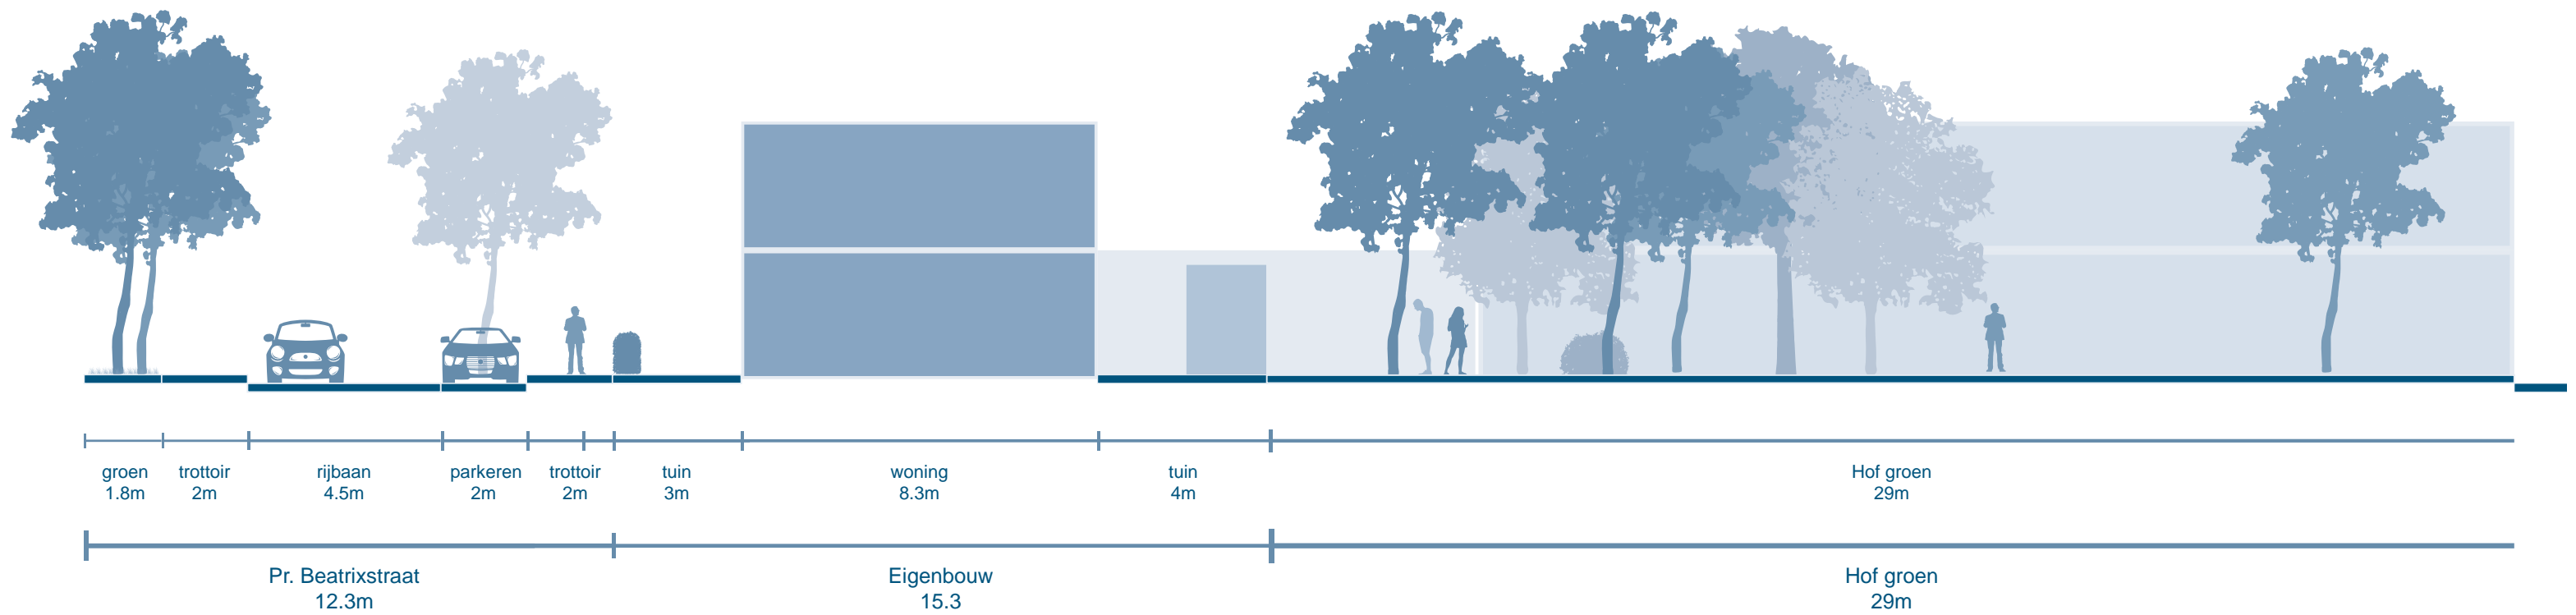 groen
1.8m
trottoir
2m
rijbaan
4.5m
parkeren
2m
trottoir
2m
tuin
3m
woning
8.3m
tuin
4m
Hof groen
29m
Pr. Beatrixstraat
12.3m
Eigenbouw
15.3
Hof groen
29m